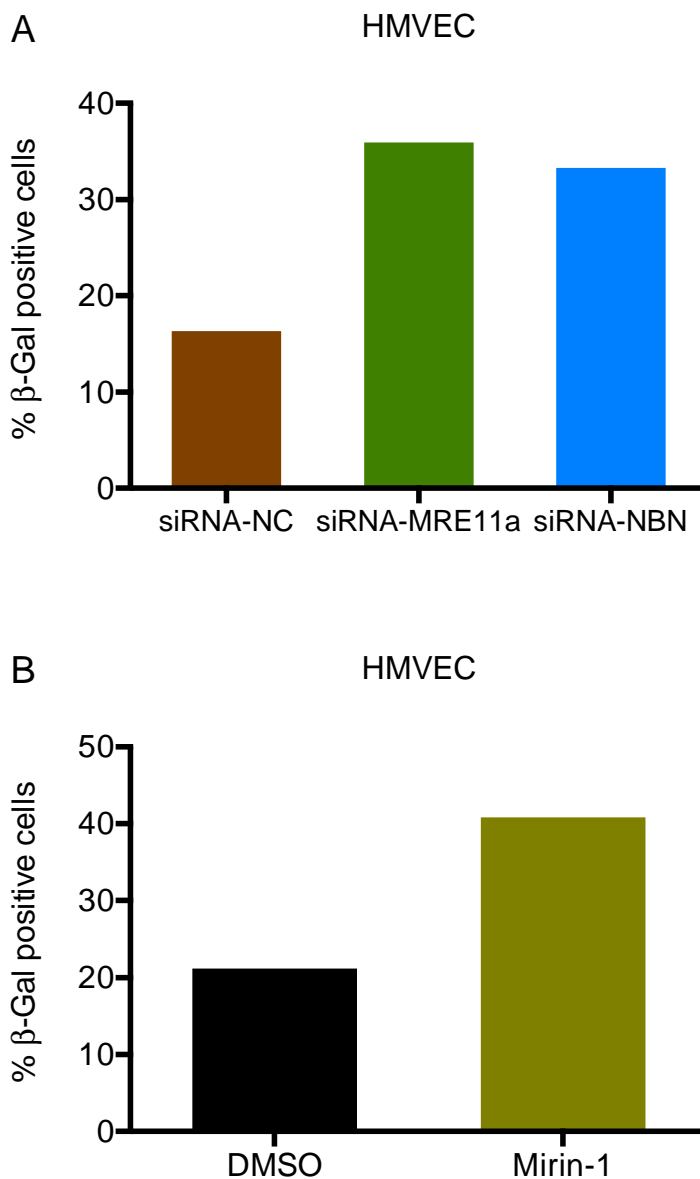 A
HMVEC
% β-Gal positive cells
40
30
20
10
0
siRNA-NC siRNA-MRE11a siRNA-NBN
B
HMVEC
% β-Gal positive cells
50
40
30
20
10
0
DMSO Mirin-1